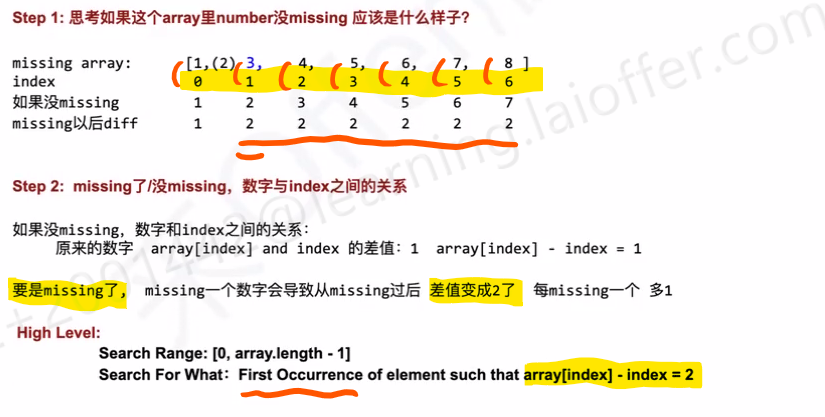 Step 1: 思考如果这个array里number没missing 应该是什么样子?
missing array: [1,(2) 3, 4, 5, 6, 7, 8 ]
index 0 1 2 3 4 5 6
如果没missing 1 2 3 4 5 6 7
missing以后diff 1 2 2 2 2 2 2
Step 2: missing了/没missing, 数字与index之间的关系
如果没missing, 数字和index之间的关系:
原来的数字 array[index] and index 的差值: 1 array[index] - index = 1
要是missing了, missing一个数字会导致从missing过后 差值变成2了 每missing一个 多1
High Level:
Search Range: [0, array.length - 1]
Search For What: First Occurrence of element such that array[index] - index = 2
@learning.laioffer.com